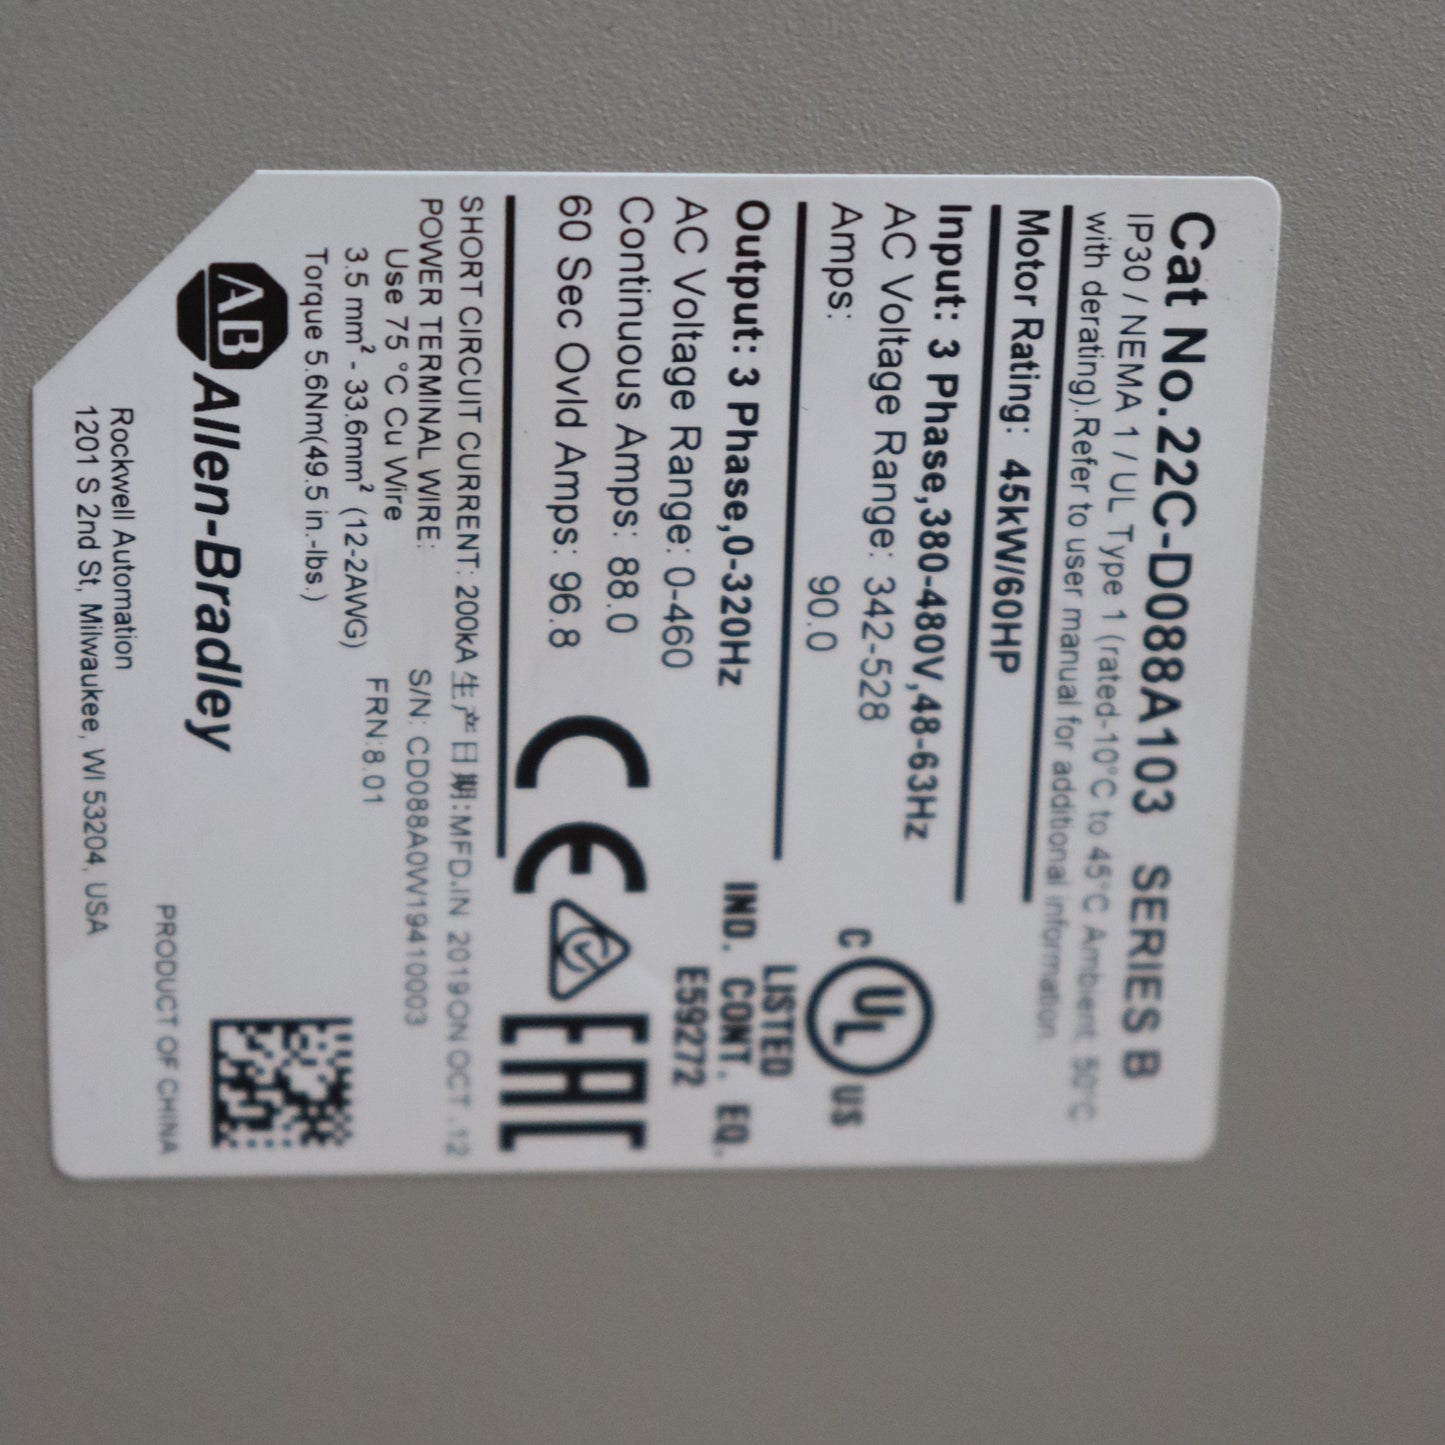 Cat No.22C-D088A103 SERIES B
IP30 / NEMA 1 / UL Type 1 (rated-10°C to 45°C Ambient, 50°C
with derating).Refer to user manual for additional information.
Motor Rating: 45kW/60HP
Input: 3 Phase,380-480V,48-63Hz
AC Voltage Range: 342-528
Amps: 90.0
C UL US
LISTED
IND. CONT. EQ.
E59272
Output: 3 Phase,0-320Hz
AC Voltage Range: 0-460
Continuous Amps: 88.0
60 Sec Ovld Amps: 96.8
CE
EAC
SHORT CIRCUIT CURRENT: 200kA 生产日期:MFD.IN 2019 ON OCT .12
POWER TERMINAL WIRE:
S/N: CD088A0W19410003
Use 75 °C Cu Wire
3.5 mm² - 33.6mm² (12-2AWG)
FRN:8.01
Torque 5.6Nm(49.5 in.-lbs.)
AB Allen-Bradley
PRODUCT OF CHINA
Rockwell Automation
1201 S 2nd St, Milwaukee, WI 53204, USA